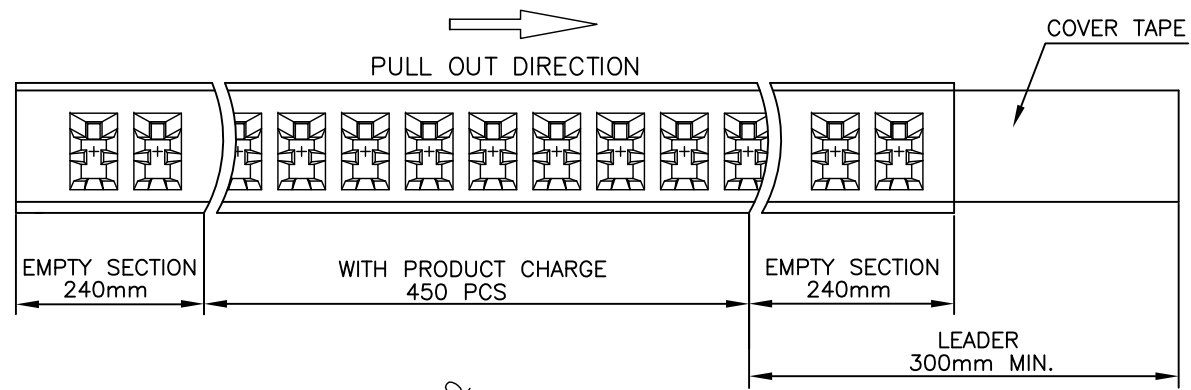 COVER TAPE
PULL OUT DIRECTION
EMPTY SECTION
240mm
WITH PRODUCT CHARGE
450 PCS
EMPTY SECTION
240mm
LEADER
300mm MIN.